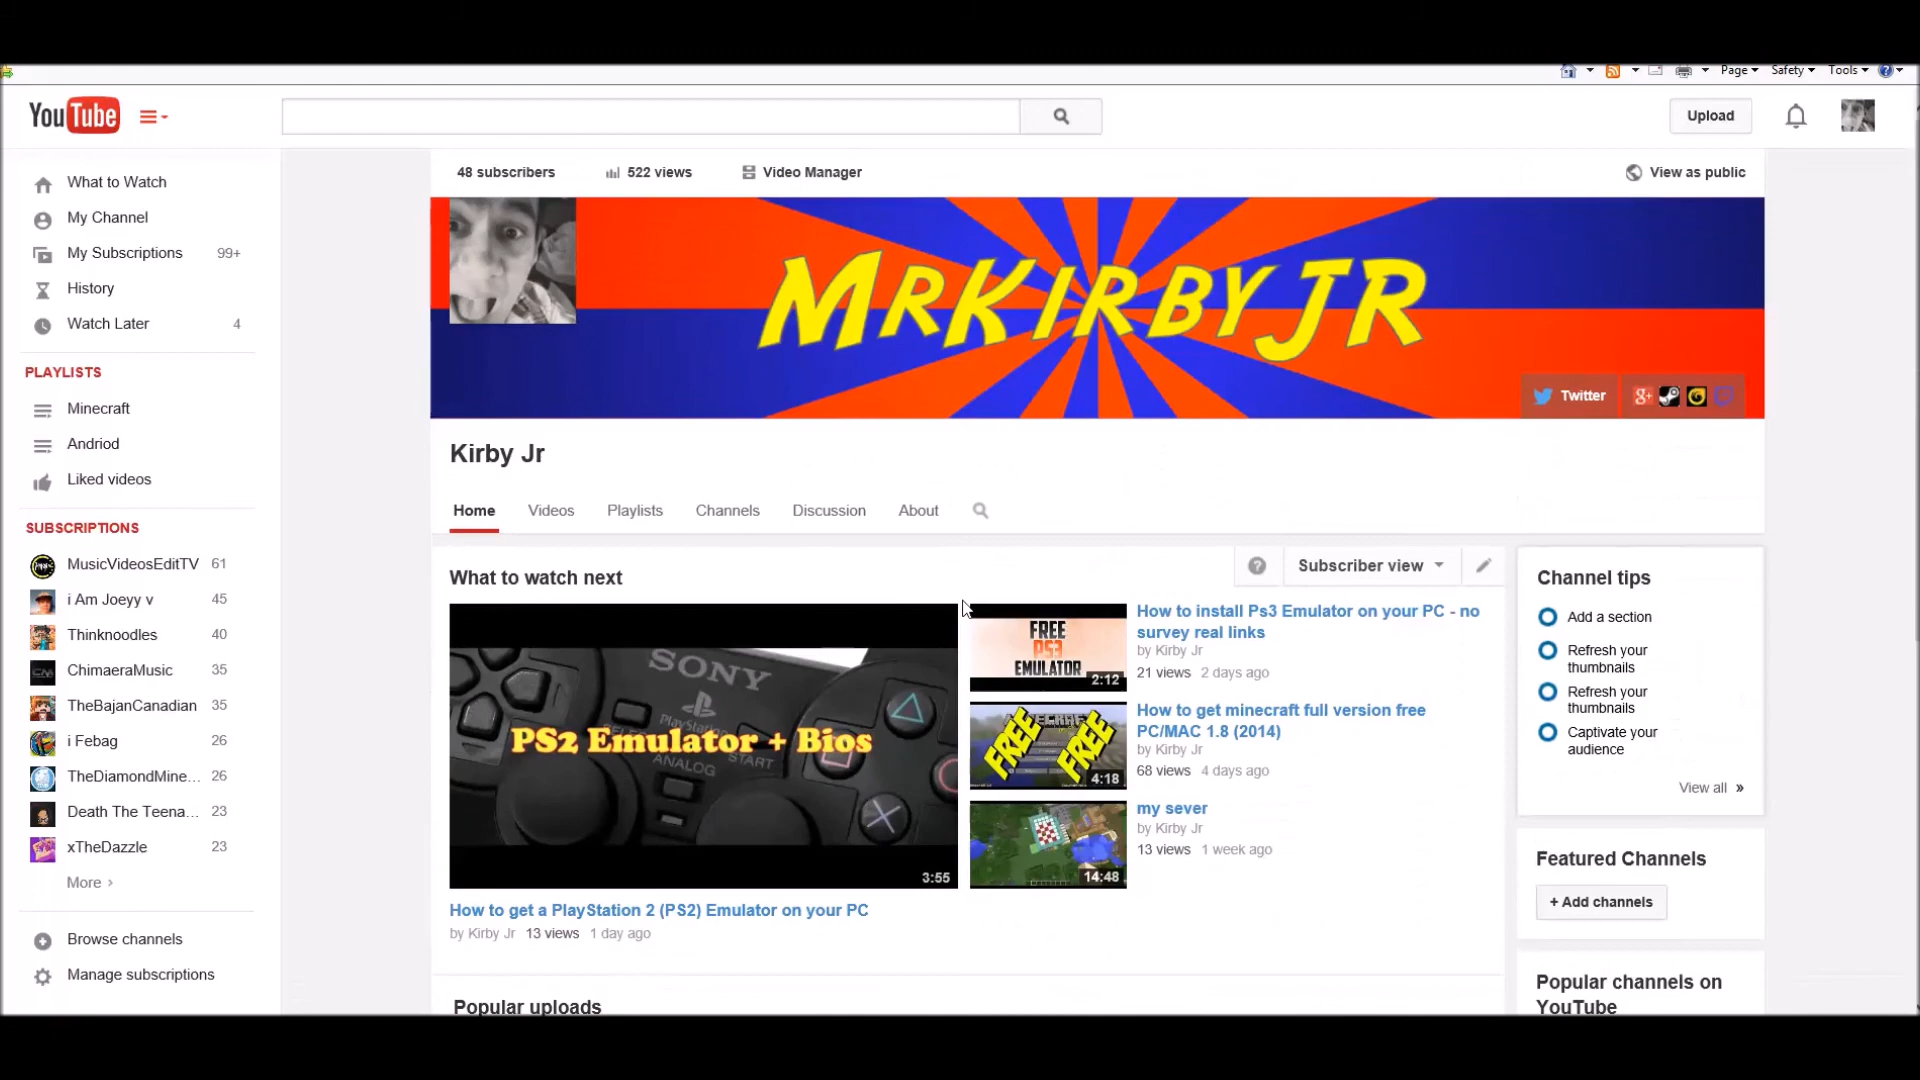 Page
Safety
Tools
YouTube
Upload
48 subscribers
522 views
Video Manager
View as public
What to Watch
My Channel
My Subscriptions 99+
History
Watch Later 4
PLAYLISTS
Minecraft
Andriod
Liked videos
SUBSCRIPTIONS
MusicVideosEditTV 61
i Am Joeyy v 45
Thinknoodles 40
ChimaeraMusic 35
TheBajanCanadian 35
i Febag 26
TheDiamondMine... 26
Death The Teena... 23
xTheDazzle 23
More ›
Browse channels
Manage subscriptions
MrKirbyJR
Twitter
g+
Kirby Jr
Home
Videos
Playlists
Channels
Discussion
About
What to watch next
Subscriber view
SONY
PlayStation
PS2 Emulator + Bios
ANALOG
START
3:55
How to get a PlayStation 2 (PS2) Emulator on your PC
by Kirby Jr 13 views 1 day ago
FREE
PS3
EMULATOR
2:12
How to install Ps3 Emulator on your PC - no
survey real links
by Kirby Jr
21 views 2 days ago
MINECRAFT
FREE FREE
4:18
How to get minecraft full version free
PC/MAC 1.8 (2014)
by Kirby Jr
68 views 4 days ago
14:48
my sever
by Kirby Jr
13 views 1 week ago
Popular uploads
Channel tips
Add a section
Refresh your
thumbnails
Refresh your
thumbnails
Captivate your
audience
View all »
Featured Channels
+ Add channels
Popular channels on
YouTube